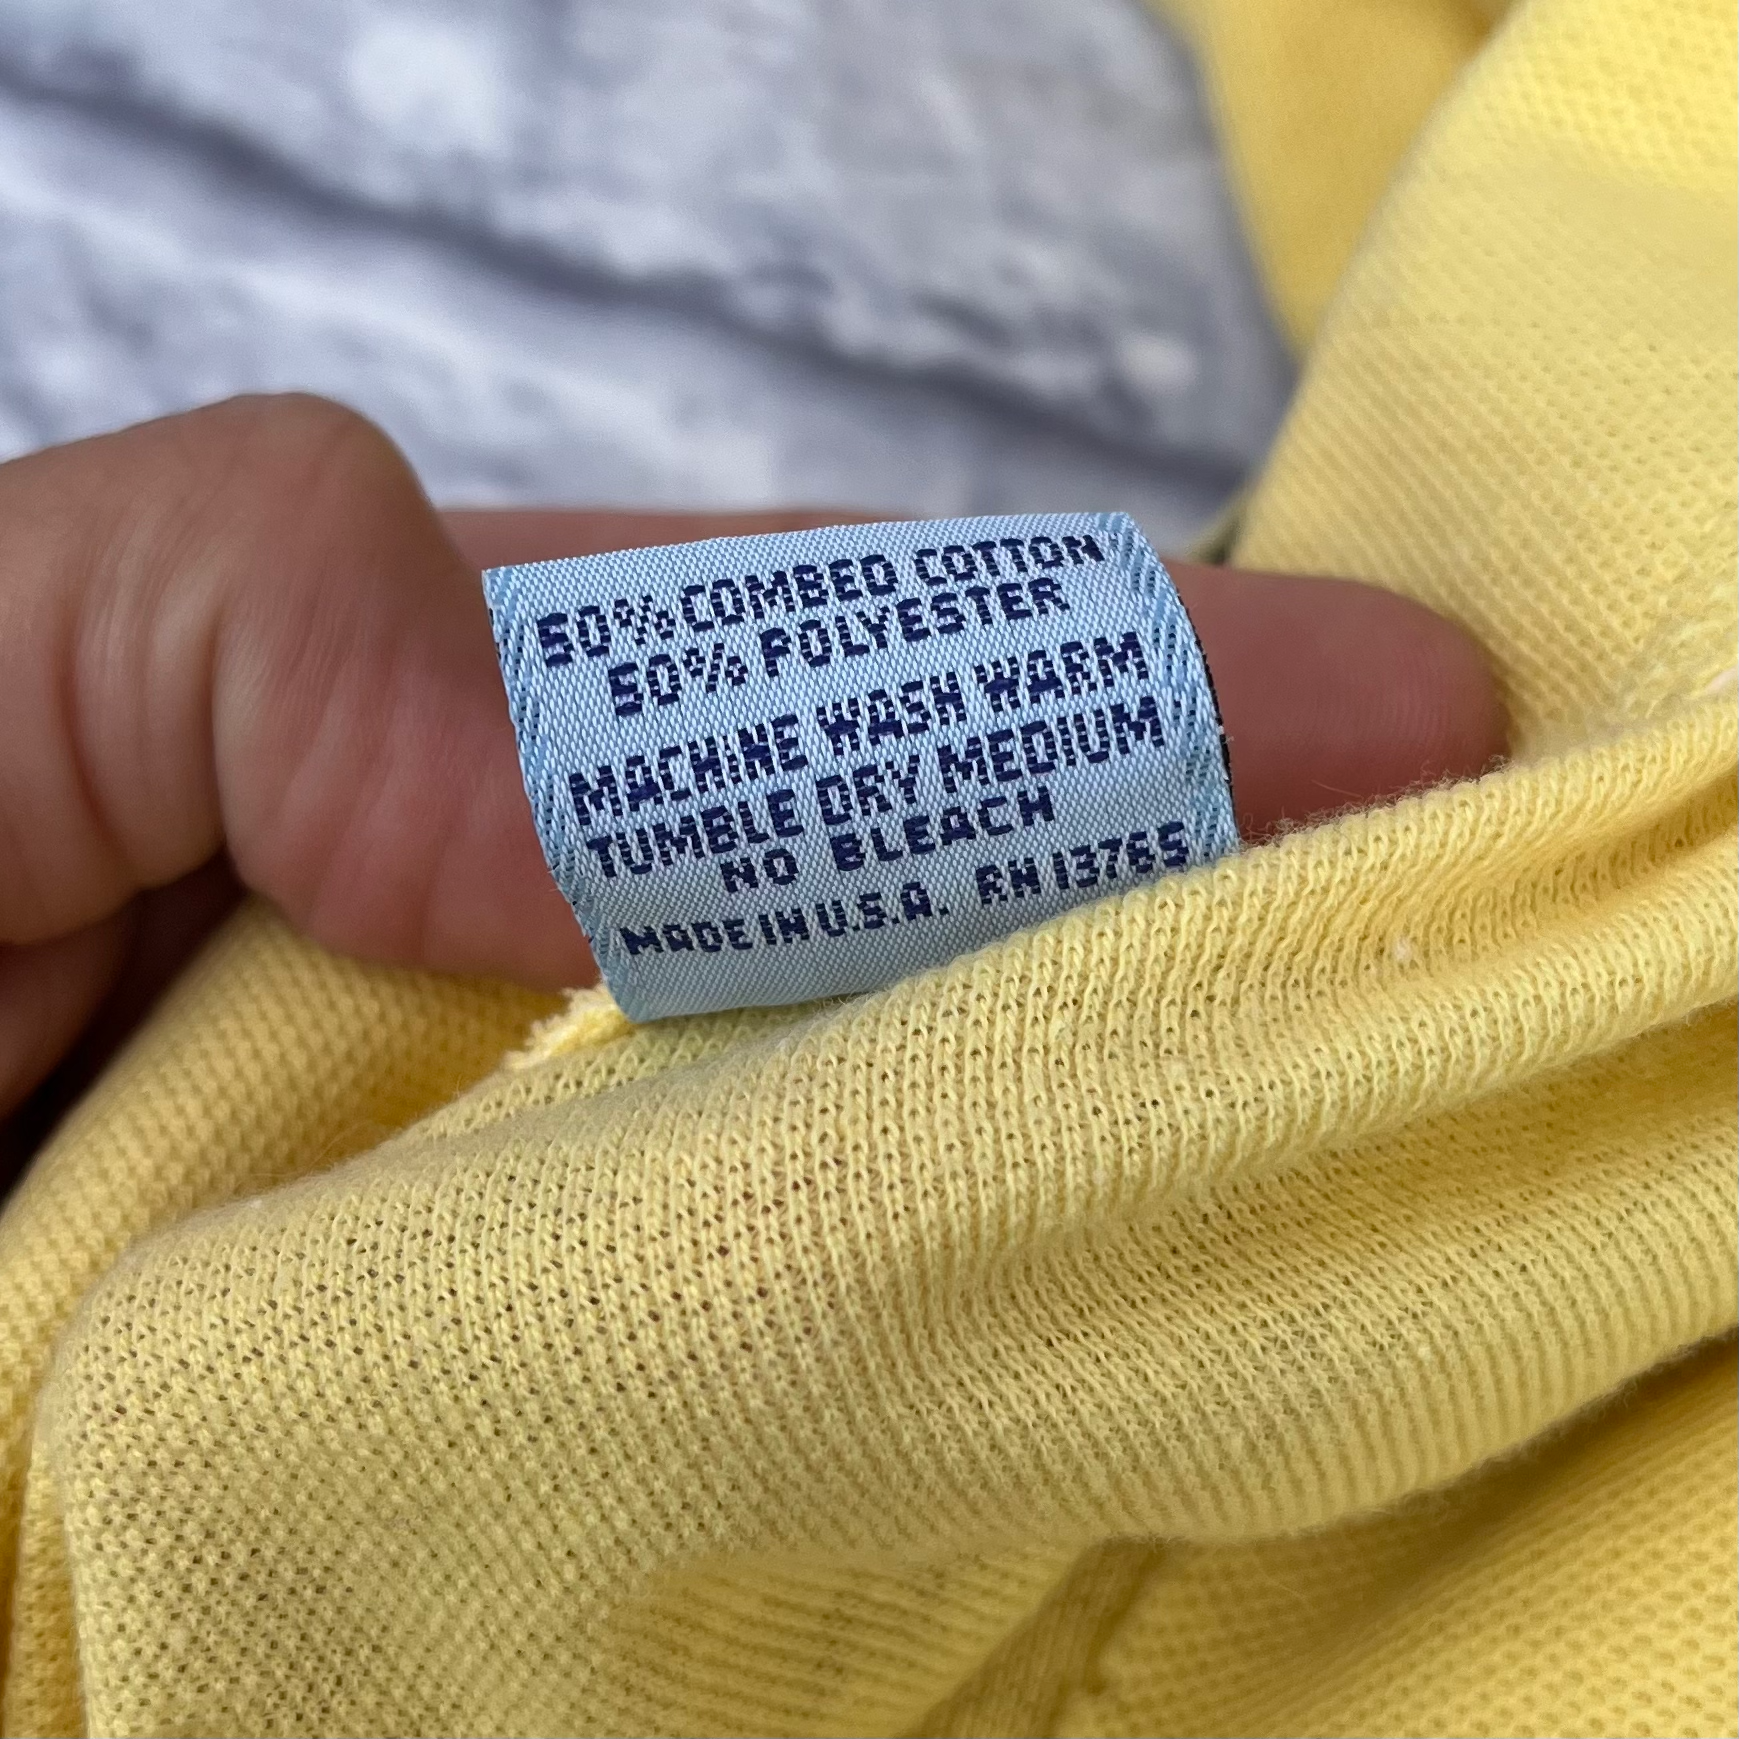 50% COMBED COTTON
50% POLYESTER
MACHINE WASH WARM
TUMBLE DRY MEDIUM
NO BLEACH
MADE IN U.S.A. RN 13765